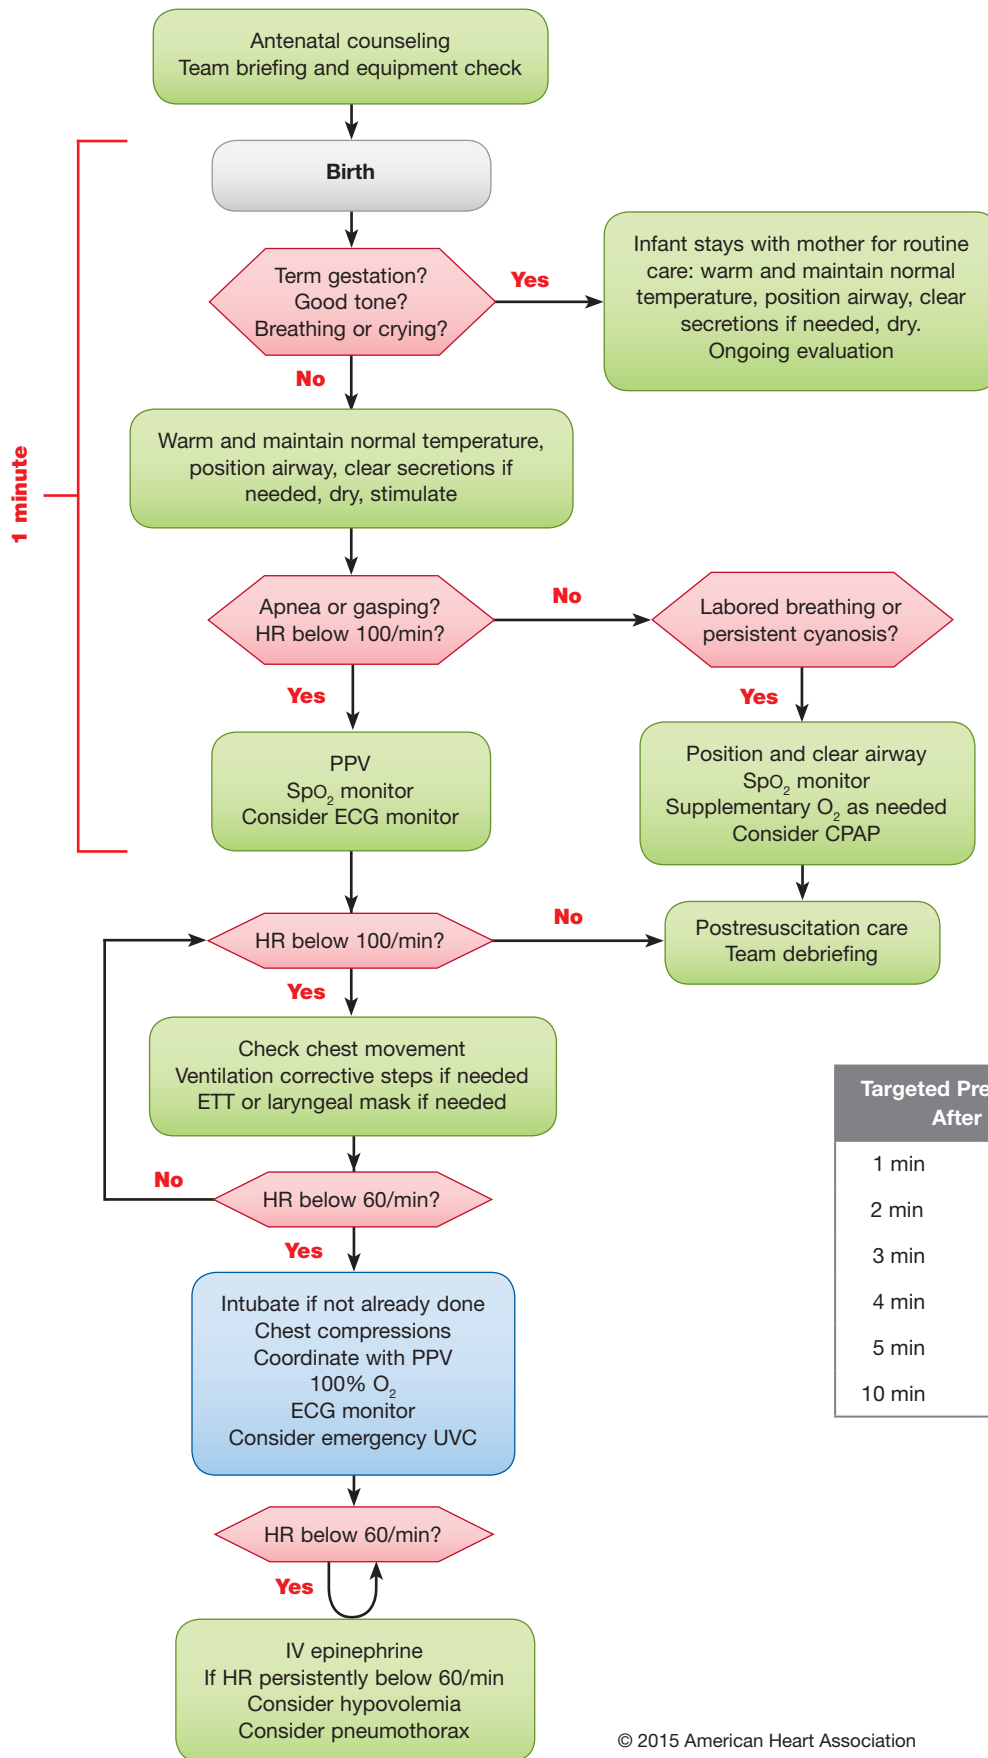 Antenatal counseling
Team briefing and equipment check
Birth
Term gestation?
Good tone?
Breathing or crying?
Yes
Infant stays with mother for routine
care: warm and maintain normal
temperature, position airway, clear
secretions if needed, dry.
Ongoing evaluation
No
1 minute
Warm and maintain normal temperature,
position airway, clear secretions if
needed, dry, stimulate
Apnea or gasping?
HR below 100/min?
No
Labored breathing or
persistent cyanosis?
Yes
Yes
PPV
SpO₂ monitor
Consider ECG monitor
Position and clear airway
SpO₂ monitor
Supplementary O₂ as needed
Consider CPAP
HR below 100/min?
No
Postresuscitation care
Team debriefing
Yes
Check chest movement
Ventilation corrective steps if needed
ETT or laryngeal mask if needed
No
HR below 60/min?
Yes
Intubate if not already done
Chest compressions
Coordinate with PPV
100% O₂
ECG monitor
Consider emergency UVC
HR below 60/min?
Yes
IV epinephrine
If HR persistently below 60/min
Consider hypovolemia
Consider pneumothorax
Targeted Pre
After
1 min
2 min
3 min
4 min
5 min
10 min
© 2015 American Heart Association